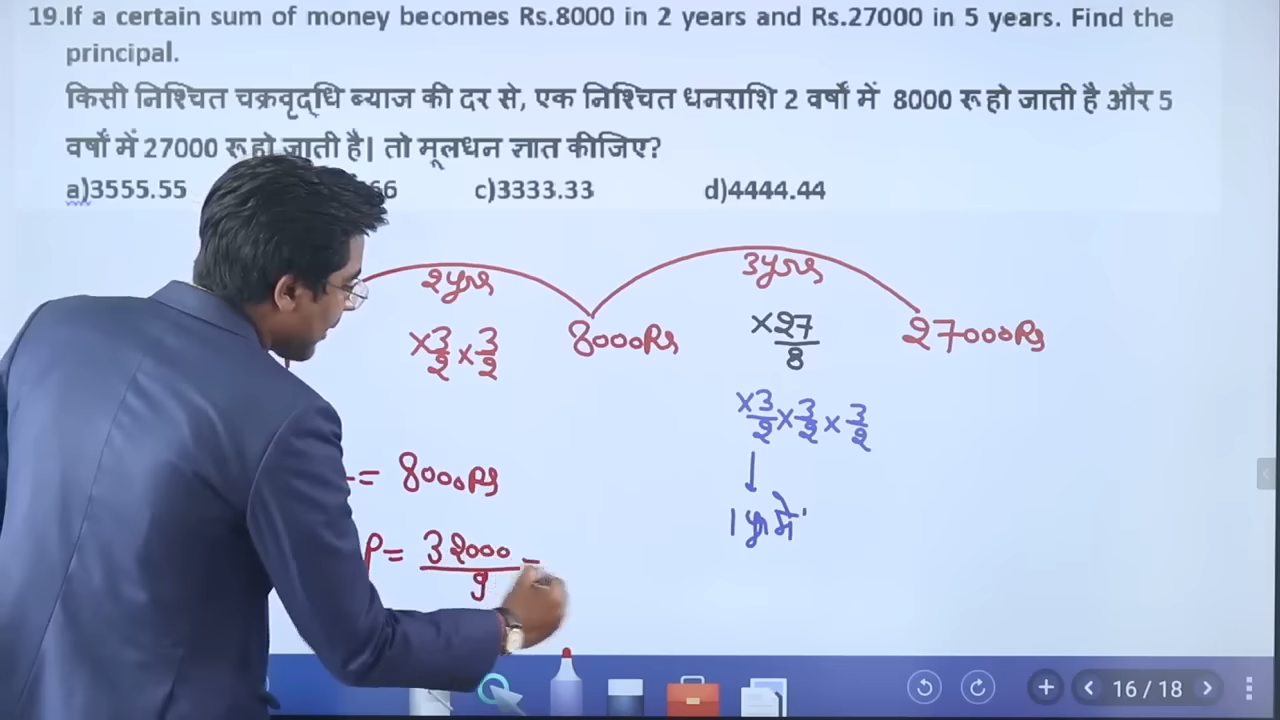 19.If a certain sum of money becomes Rs.8000 in 2 years and Rs.27000 in 5 years. Find the
principal.
किसी निश्चित चक्रवृद्धि ब्याज की दर से, एक निश्चित धनराशि 2 वर्षों में 8000 रू हो जाती है और 5
वर्षों में 27000 रू हो जाती है| तो मूलधन ज्ञात कीजिए?
a)3555.55 66 c)3333.33 d)4444.44
2yrs 3yrs
×3/2×3/2 8000Rs ×27/8 27000Rs
×3/2×3/2×3/2
= 8000Rs
1 yr में
P= 32000/9 =
16 / 18